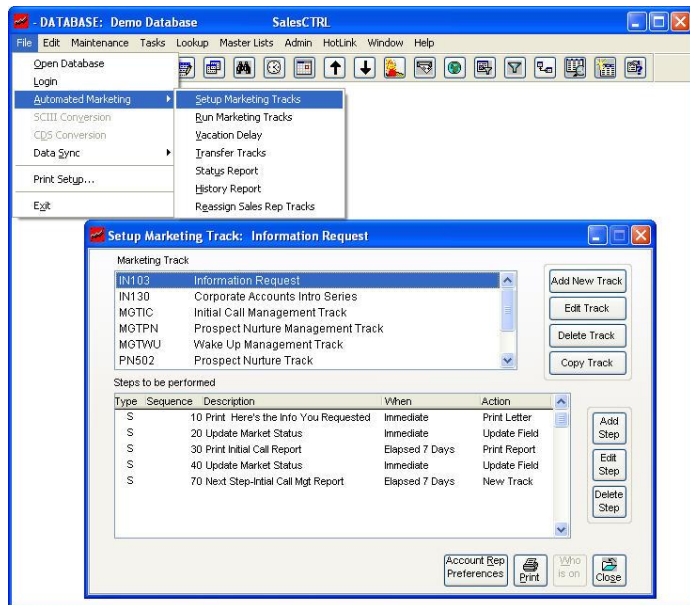 - DATABASE: Demo Database SalesCTRL
File Edit Maintenance Tasks Lookup Master Lists Admin HotLink Window Help
Open Database
Login
Automated Marketing
SCIII Conversion
CDS Conversion
Data Sync
Print Setup...
Exit
Setup Marketing Tracks
Run Marketing Tracks
Vacation Delay
Transfer Tracks
Status Report
History Report
Reassign Sales Rep Tracks
Setup Marketing Track: Information Request
Marketing Track
IN103 Information Request
IN130 Corporate Accounts Intro Series
MGTIC Initial Call Management Track
MGTPN Prospect Nurture Management Track
MGTWU Wake Up Management Track
PN502 Prospect Nurture Track
Add New Track
Edit Track
Delete Track
Copy Track
Steps to be performed
Type Sequence Description When Action
S 10 Print Here's the Info You Requested Immediate Print Letter
S 20 Update Market Status Immediate Update Field
S 30 Print Initial Call Report Elapsed 7 Days Print Report
S 40 Update Market Status Immediate Update Field
S 70 Next Step-Intial Call Mgt Report Elapsed 7 Days New Track
Add
Step
Edit
Step
Delete
Step
Account Rep
Preferences
Print
Who
is on
Close